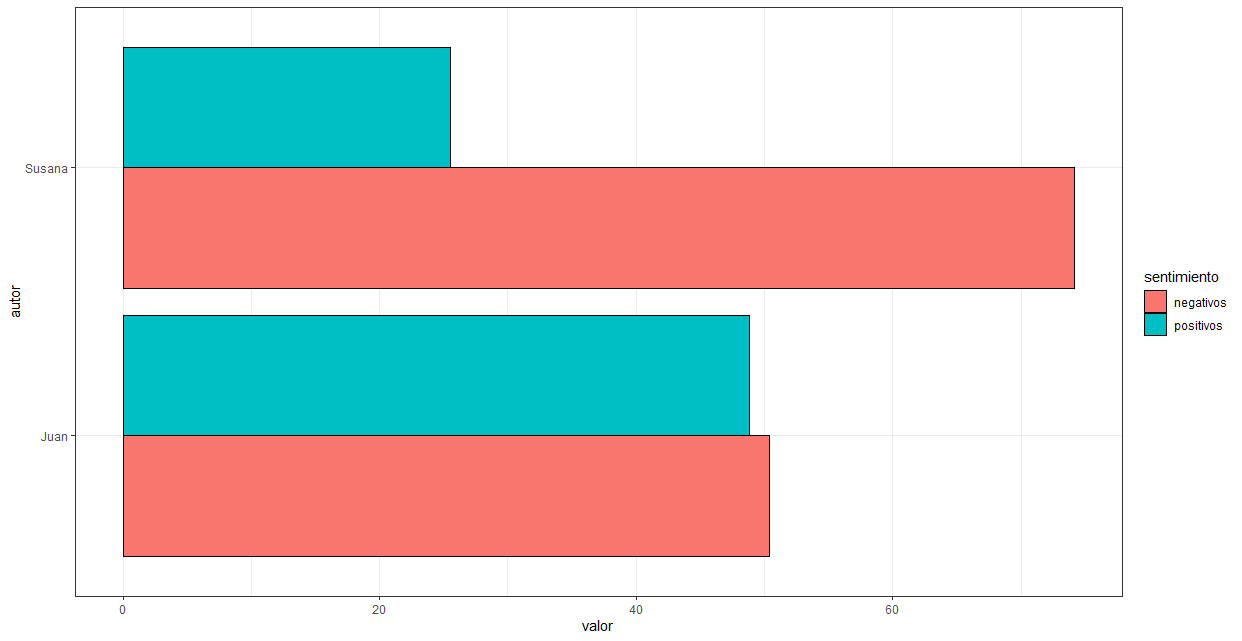 Susana
Juan
autor
0 20 40 60
valor
sentimiento
negativos
positivos